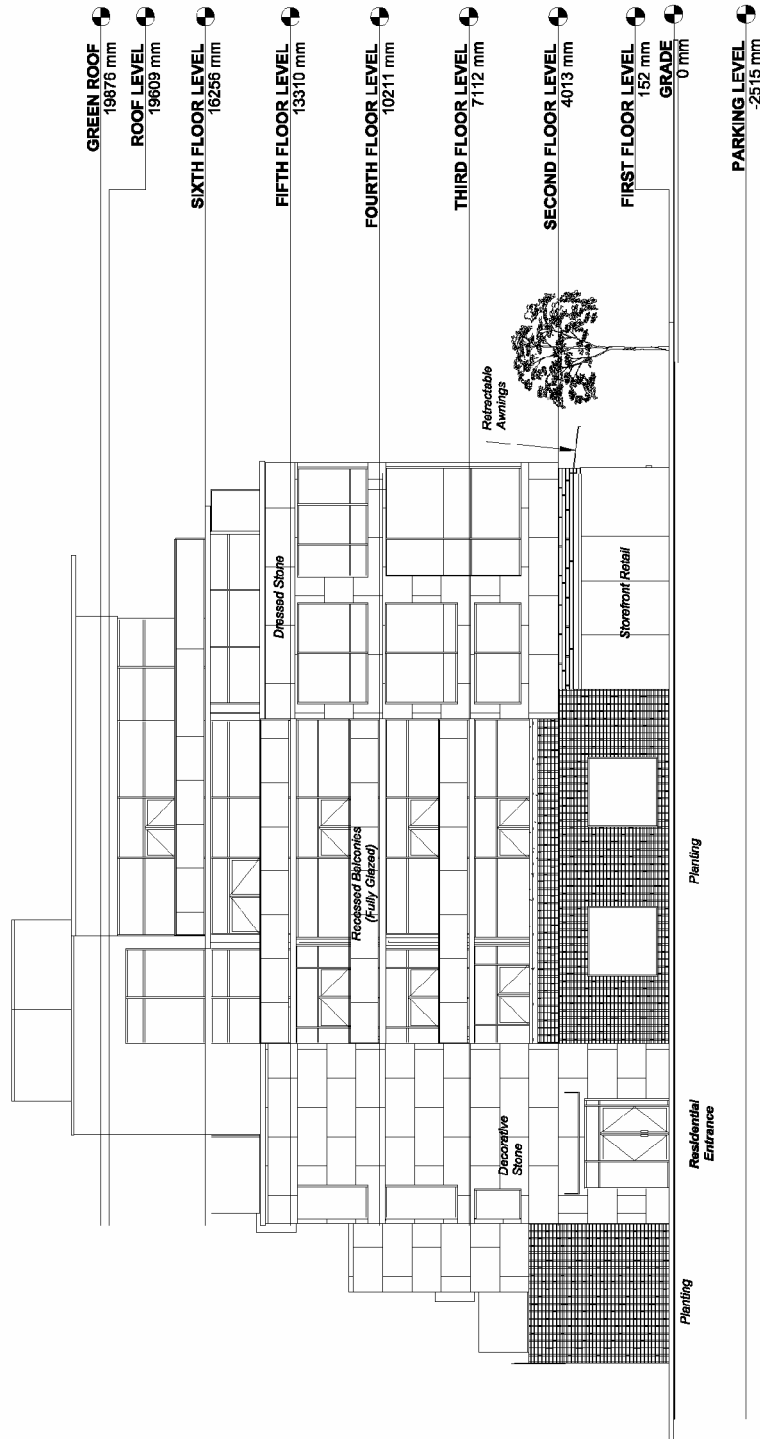 GREEN ROOF
19876 mm
ROOF LEVEL
19609 mm
SIXTH FLOOR LEVEL
16256 mm
FIFTH FLOOR LEVEL
13310 mm
FOURTH FLOOR LEVEL
10211 mm
THIRD FLOOR LEVEL
7112 mm
SECOND FLOOR LEVEL
4013 mm
FIRST FLOOR LEVEL
152 mm
GRADE
0 mm
PARKING LEVEL
-2515 mm
Retractable
Awnings
Dressed Stone
Storefront Retail
Recessed Balconies
(Fully Glazed)
Planting
Decorative
Stone
Residential
Entrance
Planting